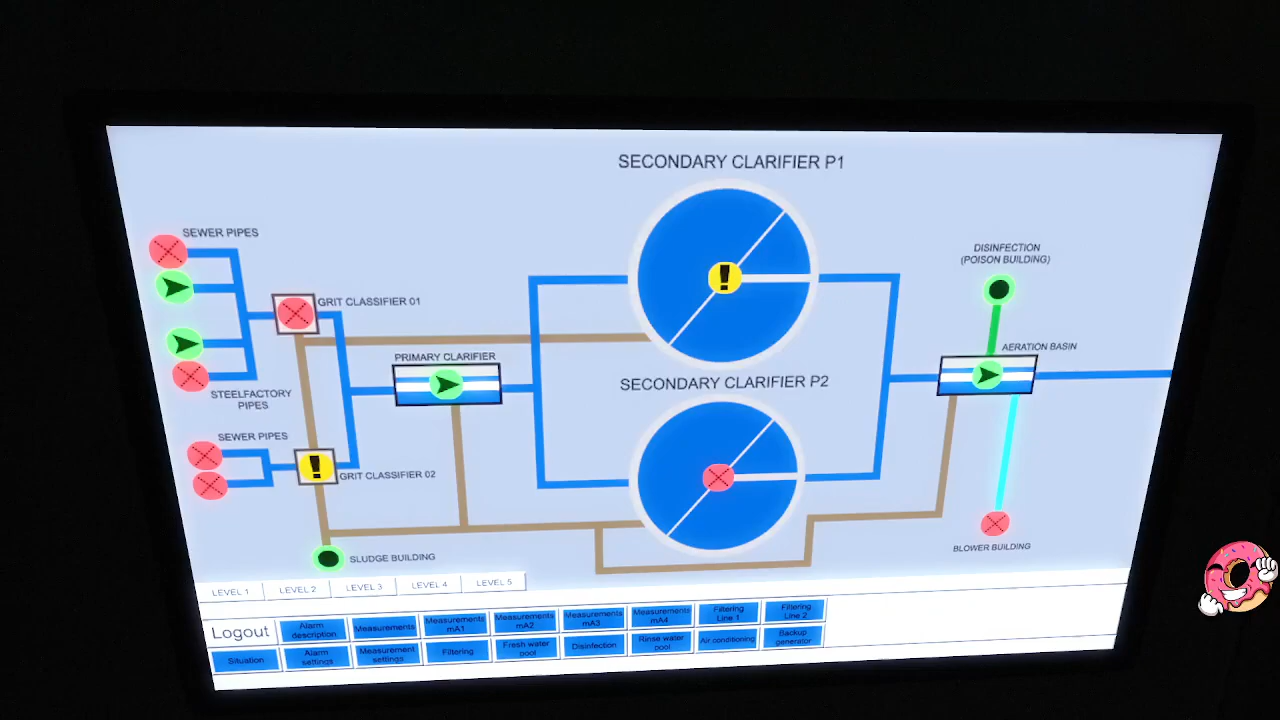 SECONDARY CLARIFIER P1
SEWER PIPES
DISINFECTION
(POISON BUILDING)
GRIT CLASSIFIER 01
AERATION BASIN
PRIMARY CLARIFIER
SECONDARY CLARIFIER P2
STEELFACTORY
PIPES
SEWER PIPES
GRIT CLASSIFIER 02
BLOWER BUILDING
SLUDGE BUILDING
LEVEL 1
LEVEL 2
LEVEL 3
LEVEL 4
LEVEL 5
Logout
Alarm
description
Measurements
Measurements
mA1
Measurements
mA2
Measurements
mA3
Measurements
mA4
Filtering
Line 1
Filtering
Line 2
Situation
Alarm
settings
Measurement
settings
Filtering
Fresh water
pool
Disinfection
Rinse water
pool
Air conditioning
Backup
generator